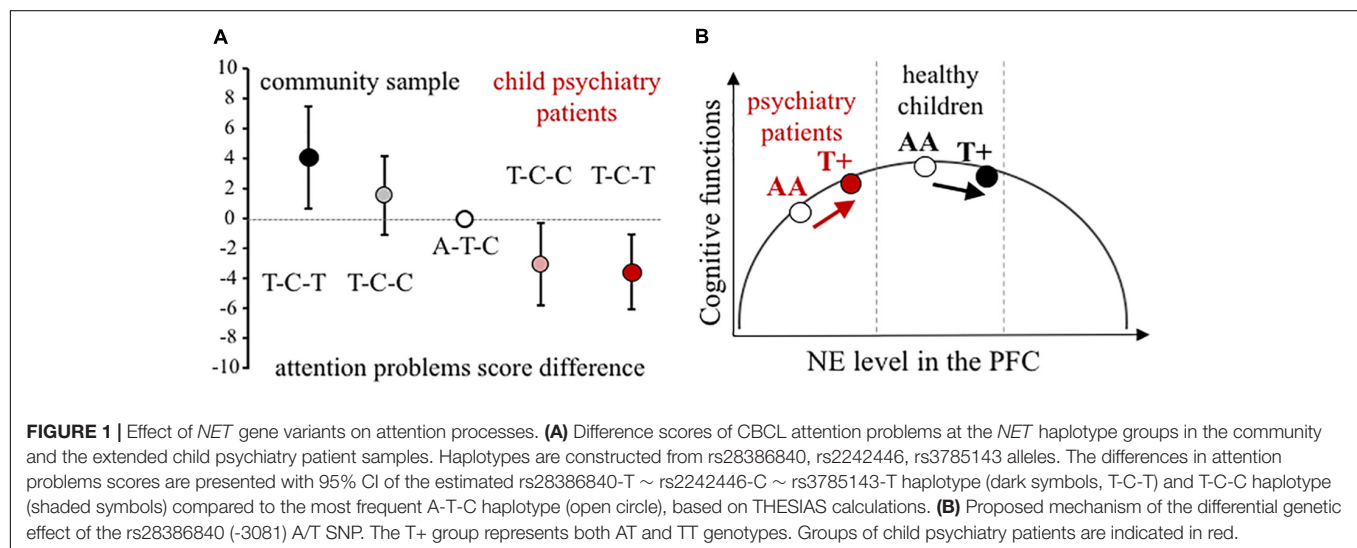 A
10
8
6
4
2
0
-2
-4
-6
-8
-10
community sample
child psychiatry
patients
T-C-C T-C-T
A-T-C
T-C-T T-C-C
attention problems score difference
B
Cognitive functions
psychiatry
patients
healthy
children
AA
T+
AA
T+
NE level in the PFC
FIGURE 1 | Effect of NET gene variants on attention processes. (A) Difference scores of CBCL attention problems at the NET haplotype groups in the community
and the extended child psychiatry patient samples. Haplotypes are constructed from rs28386840, rs2242446, rs3785143 alleles. The differences in attention
problems scores are presented with 95% CI of the estimated rs28386840-T ~ rs2242446-C ~ rs3785143-T haplotype (dark symbols, T-C-T) and T-C-C haplotype
(shaded symbols) compared to the most frequent A-T-C haplotype (open circle), based on THESIAS calculations. (B) Proposed mechanism of the differential genetic
effect of the rs28386840 (-3081) A/T SNP. The T+ group represents both AT and TT genotypes. Groups of child psychiatry patients are indicated in red.